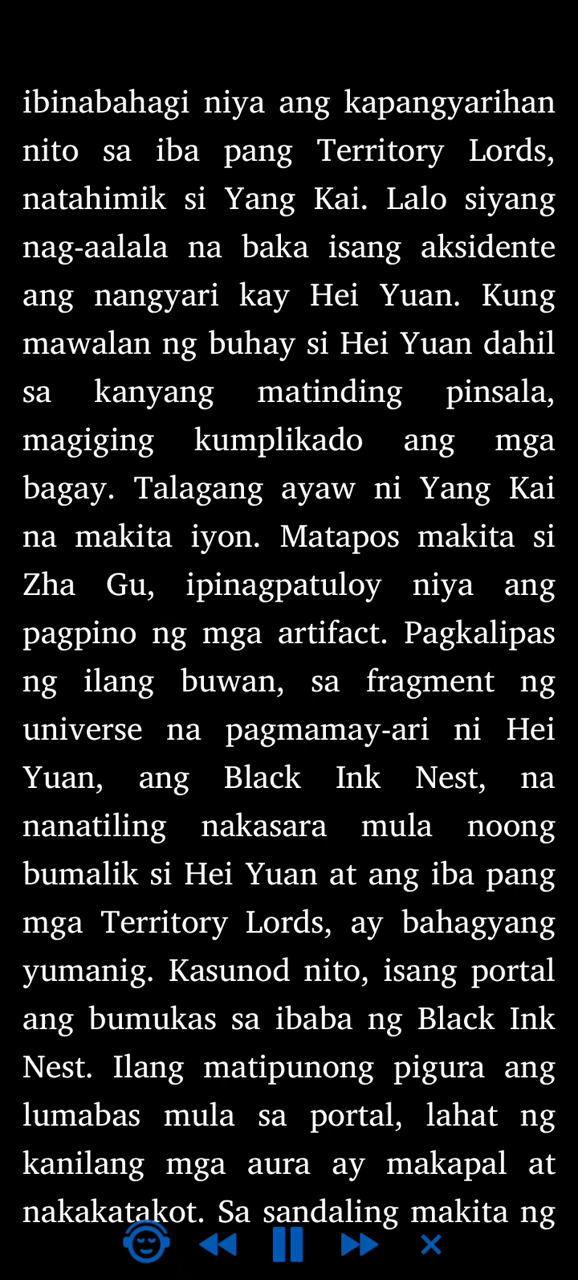 ibinabahagi niya ang kapangyarihan
nito sa iba pang Territory Lords,
natahimik si Yang Kai. Lalo siyang
nag-aalala na baka isang aksidente
ang nangyari kay Hei Yuan. Kung
mawalan ng buhay si Hei Yuan dahil
sa kanyang matinding pinsala,
magiging kumplikado ang mga
bagay. Talagang ayaw ni Yang Kai
na makita iyon. Matapos makita si
Zha Gu, ipinagpatuloy niya ang
pagpino ng mga artifact. Pagkalipas
ng ilang buwan, sa fragment ng
universe na pagmamay-ari ni Hei
Yuan, ang Black Ink Nest, na
nanatiling nakasara mula noong
bumalik si Hei Yuan at ang iba pang
mga Territory Lords, ay bahagyang
yumanig. Kasunod nito, isang portal
ang bumukas sa ibaba ng Black Ink
Nest. Ilang matipunong pigura ang
lumabas mula sa portal, lahat ng
kanilang mga aura ay makapal at
nakakatakot. Sa sandaling makita ng